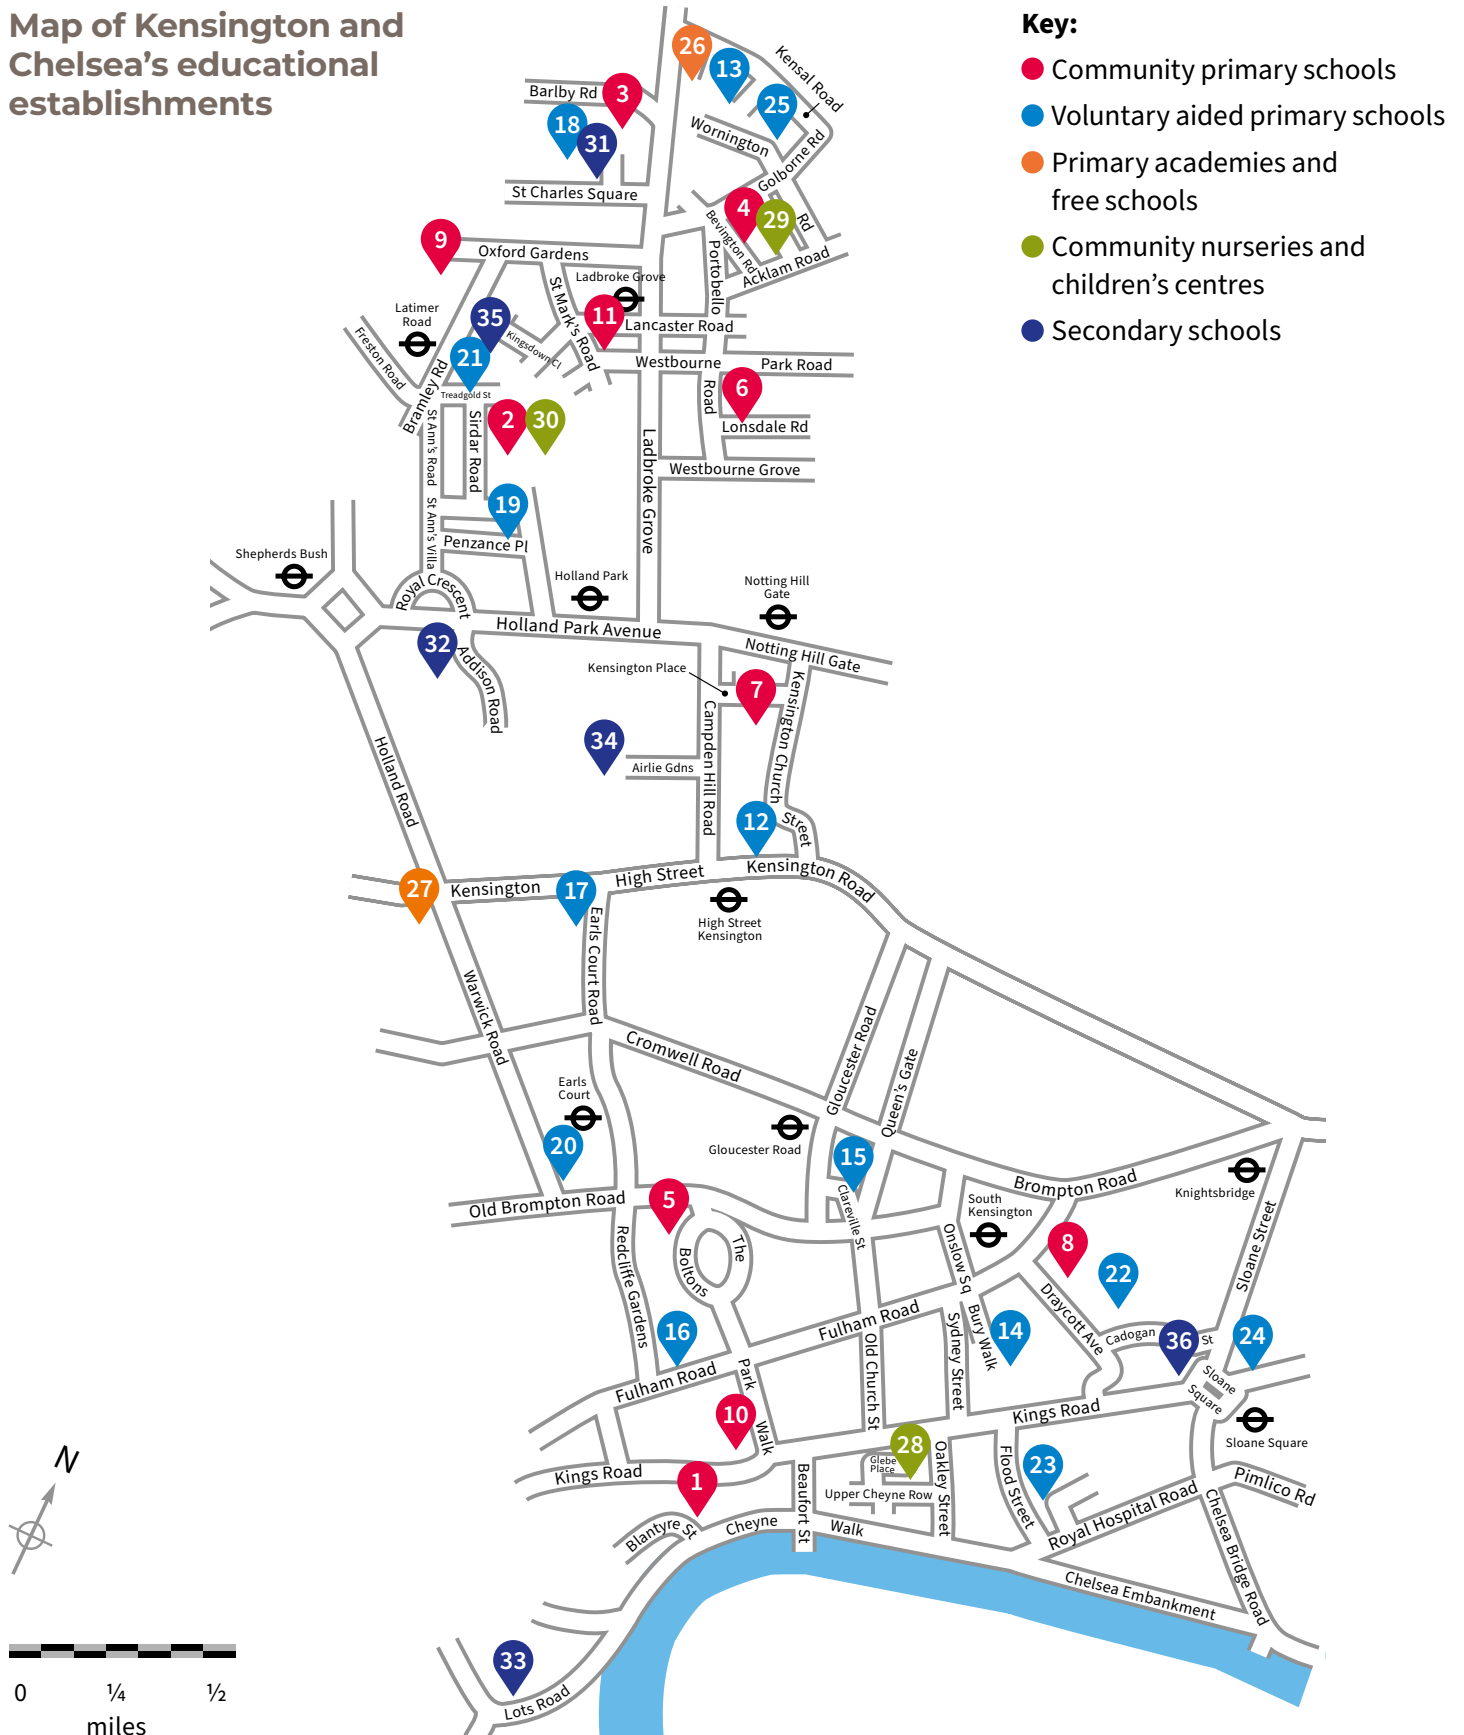 Map of Kensington and
Chelsea's educational
establishments
Key:
Community primary schools
Voluntary aided primary schools
Primary academies and
free schools
Community nurseries and
children's centres
Secondary schools
26
13
Kensal Road
Barlby Rd
3
25
18
31
Wornington
Golborne Rd
St Charles Square
4
29
Rd
Bevington Rd
9
Oxford Gardens
Portobello
Acklam Road
Ladbroke Grove
St Mark's Road
Latimer
Road
35
11
Lancaster Road
Freston Road
Kingsdown Cl
21
Westbourne
Park Road
Bramley Rd
Treadgold St
Road
6
2
30
Lonsdale Rd
St Ann's Road
Sirdar Road
Ladbroke Grove
Westbourne Grove
19
St Ann's Villa
Penzance Pl
Shepherds Bush
Royal Crescent
Holland Park
Notting Hill
Gate
Holland Park Avenue
32
Addison Road
Notting Hill Gate
Kensington Place
7
Kensington Church
Street
34
Airlie Gdns
Campden Hill Road
Holland Road
12
27
Kensington
17
High Street
Kensington Road
High Street
Kensington
Earls Court Road
Warwick Road
Cromwell Road
Gloucester Road
Queen's Gate
Earls
Court
20
Gloucester Road
15
Clareville St
Brompton Road
Knightsbridge
Old Brompton Road
5
South
Kensington
Sloane Street
The
Boltons
Redcliffe Gardens
Onslow Sq
8
22
Draycott Ave
16
Fulham Road
Sydney Street
Bury Walk
14
Cadogan
36
St
24
Fulham Road
Park
Walk
Old Church St
Sloane
Square
10
Kings Road
Sloane Square
28
Glebe
Place
Oakley Street
Flood Street
23
Kings Road
1
Beaufort St
Upper Cheyne Row
Pimlico Rd
Royal Hospital Road
Chelsea Bridge Road
Blantyre St
Cheyne
Walk
N
Chelsea Embankment
33
Lots Road
0
¼
½
miles